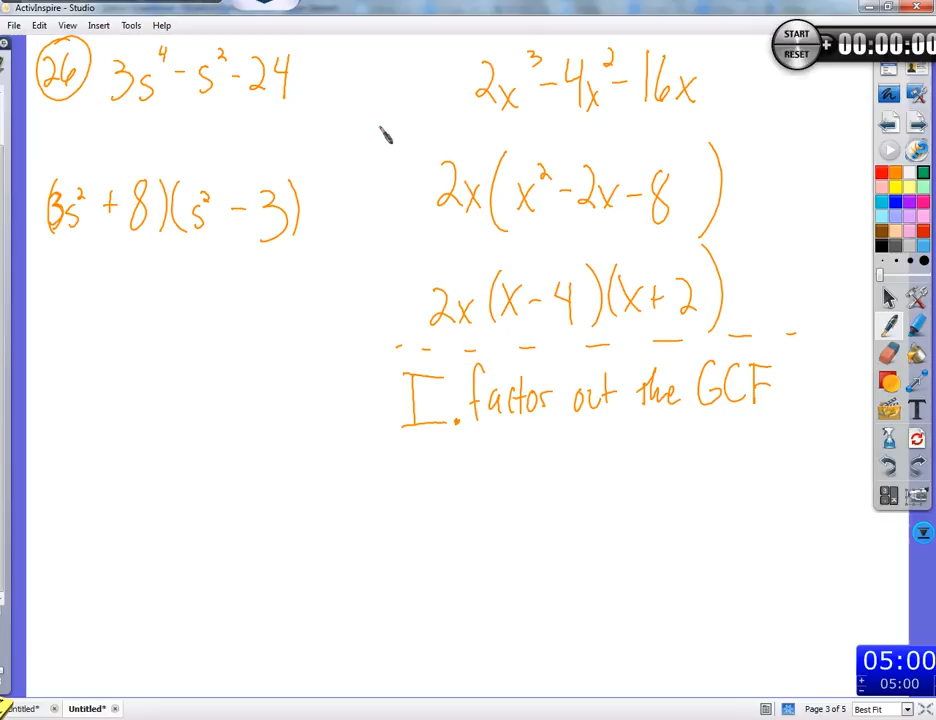 ActivInspire - Studio
File Edit View Insert Tools Help
START
RESET
00:00:00
26 3s⁴ - s² - 24
(3s² + 8)(s² - 3)
2x³ - 4x² - 16x
2x(x² - 2x - 8)
2x(x - 4)(x + 2)
I. factor out the GCF
05:00
05:00
ntitled* Untitled* Page 3 of 5 Best Fit